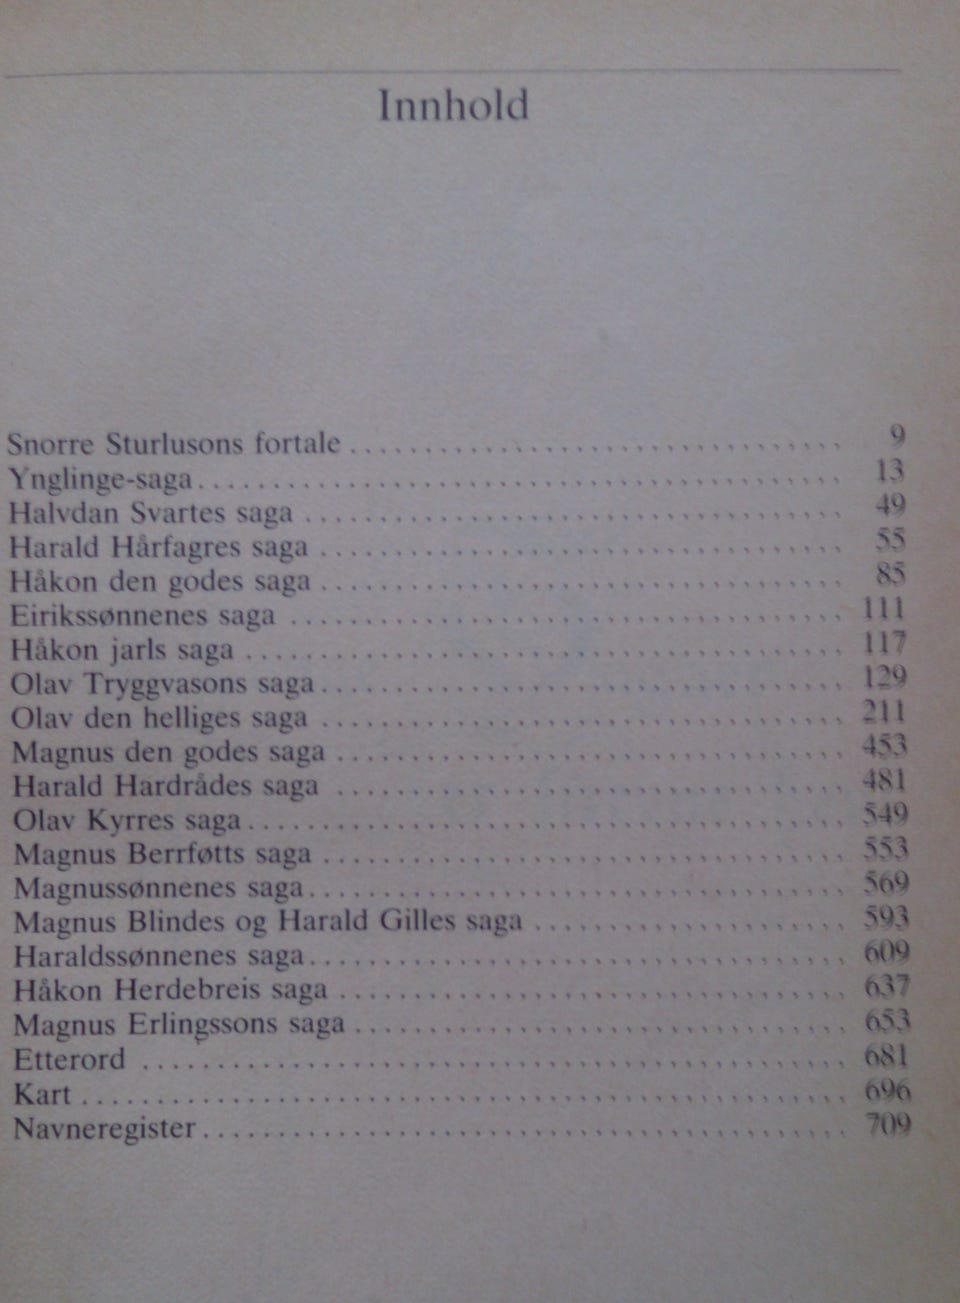 Innhold
Snorre Sturlusons fortale 9
Ynglinge-saga 13
Halvdan Svartes saga 49
Harald Hårfagres saga 55
Håkon den godes saga 85
Eirikssønnenes saga 111
Håkon jarls saga 117
Olav Tryggvasons saga 129
Olav den helliges saga 211
Magnus den godes saga 453
Harald Hardrådes saga 481
Olav Kyrres saga 549
Magnus Berrføtts saga 553
Magnussønnenes saga 569
Magnus Blindes og Harald Gilles saga 593
Haraldssønnenes saga 609
Håkon Herdebreis saga 637
Magnus Erlingssons saga 653
Etterord 681
Kart 696
Navneregister 709